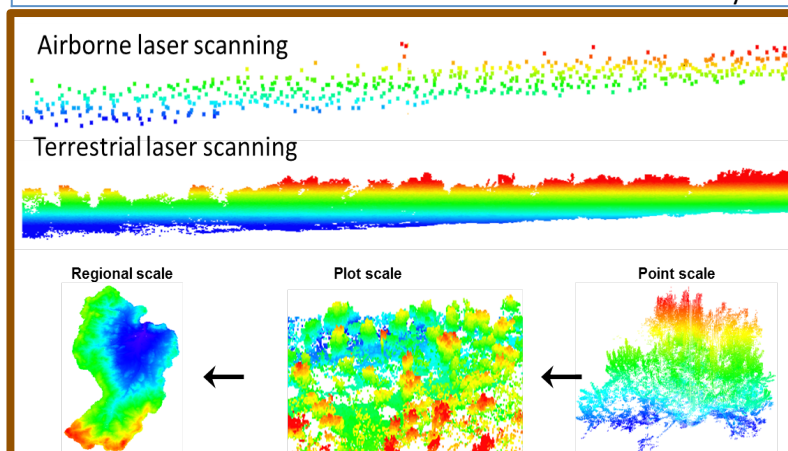 Airborne laser scanning
Terrestrial laser scanning
Regional scale
Plot scale
Point scale